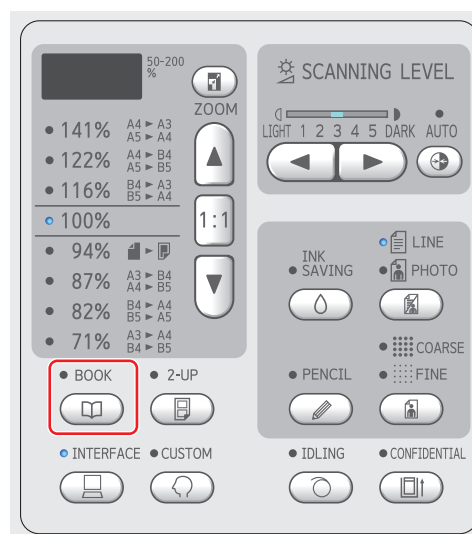 50-200
%
ZOOM
141% A4 ► A3
A5 ► A4
122% A4 ► B4
A5 ► B5
116% B4 ► A3
B5 ► A4
100%
1:1
94%
87% A3 ► B4
A4 ► B5
82% B4 ► A4
B5 ► A5
71% A3 ► A4
B4 ► B5
BOOK
2-UP
INTERFACE
CUSTOM
SCANNING LEVEL
LIGHT 1 2 3 4 5 DARK
AUTO
INK
SAVING
LINE
PHOTO
COARSE
PENCIL
FINE
IDLING
CONFIDENTIAL